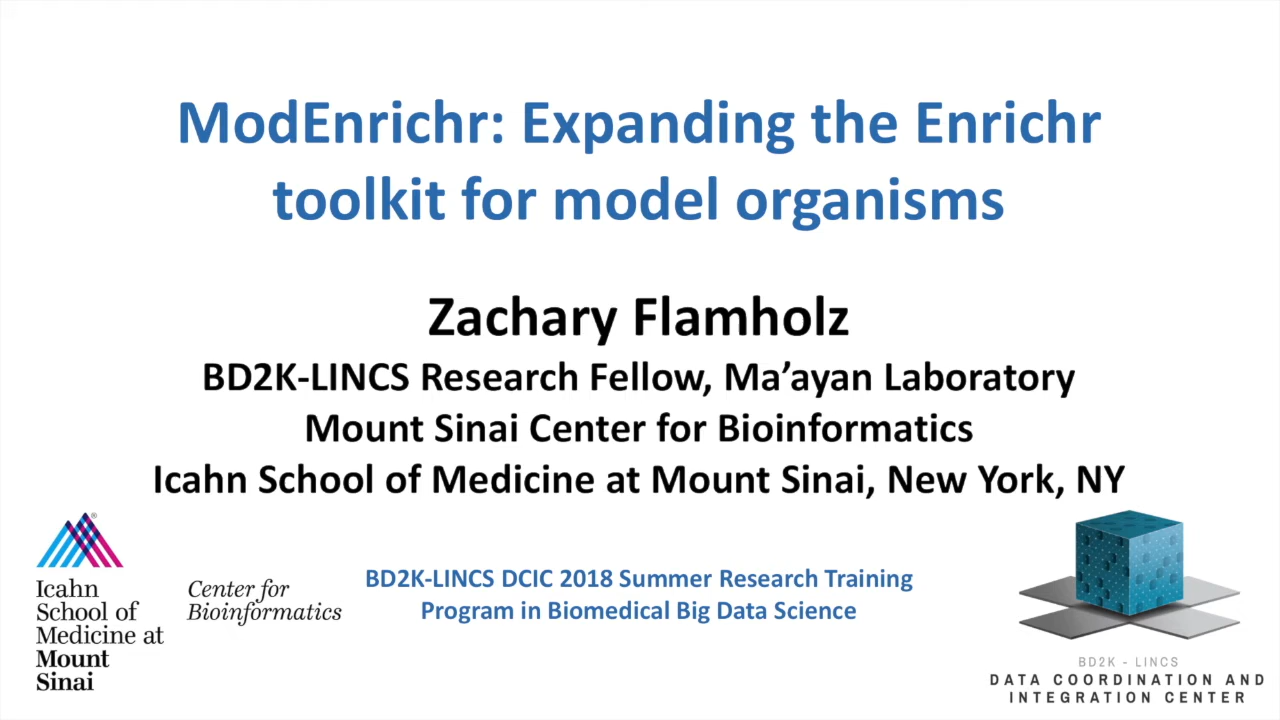 ModEnrichr: Expanding the Enrichr
toolkit for model organisms
Zachary Flamholz
BD2K-LINCS Research Fellow, Ma’ayan Laboratory
Mount Sinai Center for Bioinformatics
Icahn School of Medicine at Mount Sinai, New York, NY
®
Icahn
School of
Medicine at
Mount
Sinai
Center for
Bioinformatics
BD2K-LINCS DCIC 2018 Summer Research Training
Program in Biomedical Big Data Science
BD2K - LINCS
DATA COORDINATION AND
INTEGRATION CENTER